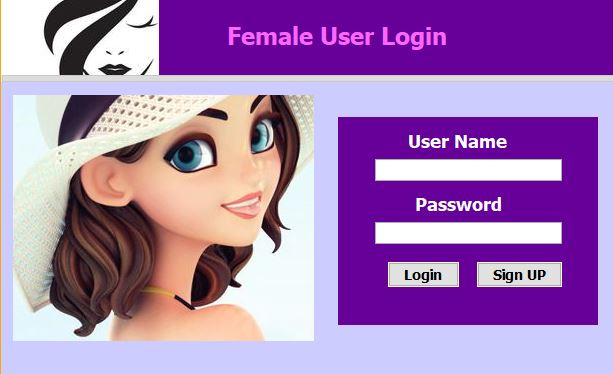 Female User Login
User Name
Password
Login Sign UP